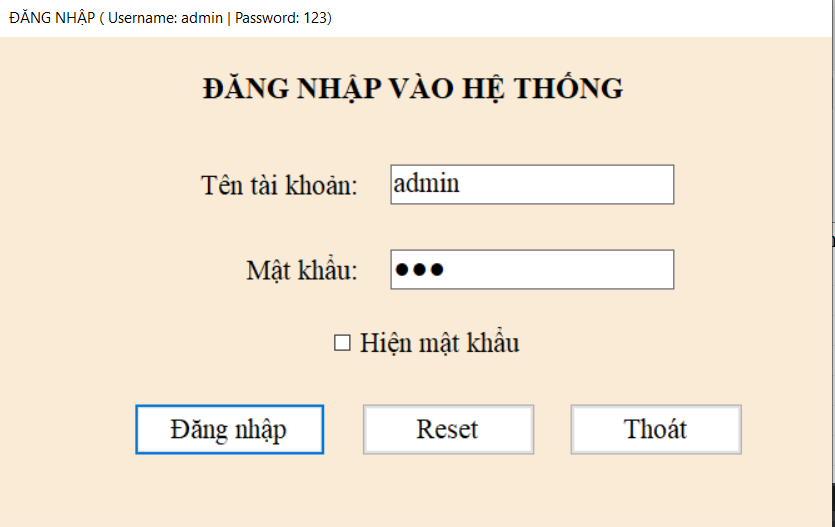 ĐĂNG NHẬP ( Username: admin | Password: 123)
ĐĂNG NHẬP VÀO HỆ THỐNG
Tên tài khoản: admin
Mật khẩu: ●●●
Hiện mật khẩu
Đăng nhập Reset Thoát